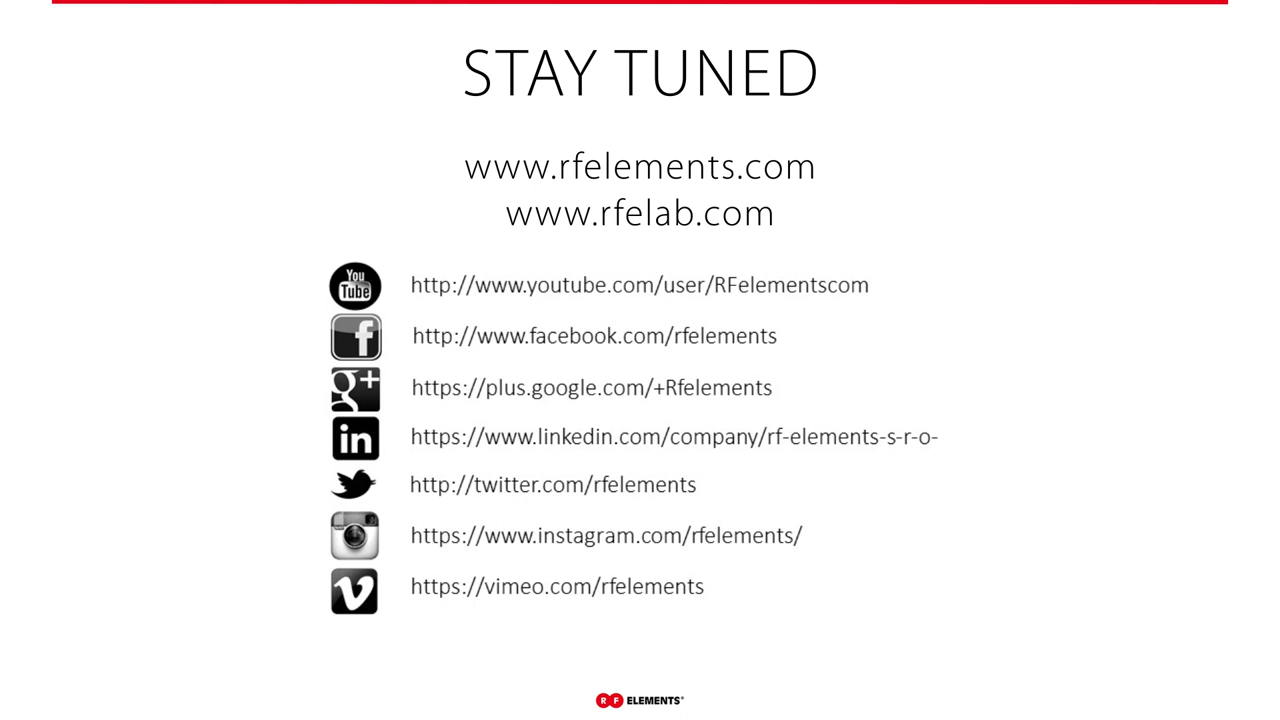 STAY TUNED
www.rfelements.com
www.rfelab.com
You
Tube
http://www.youtube.com/user/RFelementscom
f
http://www.facebook.com/rfelements
g+
https://plus.google.com/+Rfelements
in
https://www.linkedin.com/company/rf-elements-s-r-o-
http://twitter.com/rfelements
https://www.instagram.com/rfelements/
v
https://vimeo.com/rfelements
RF ELEMENTS®